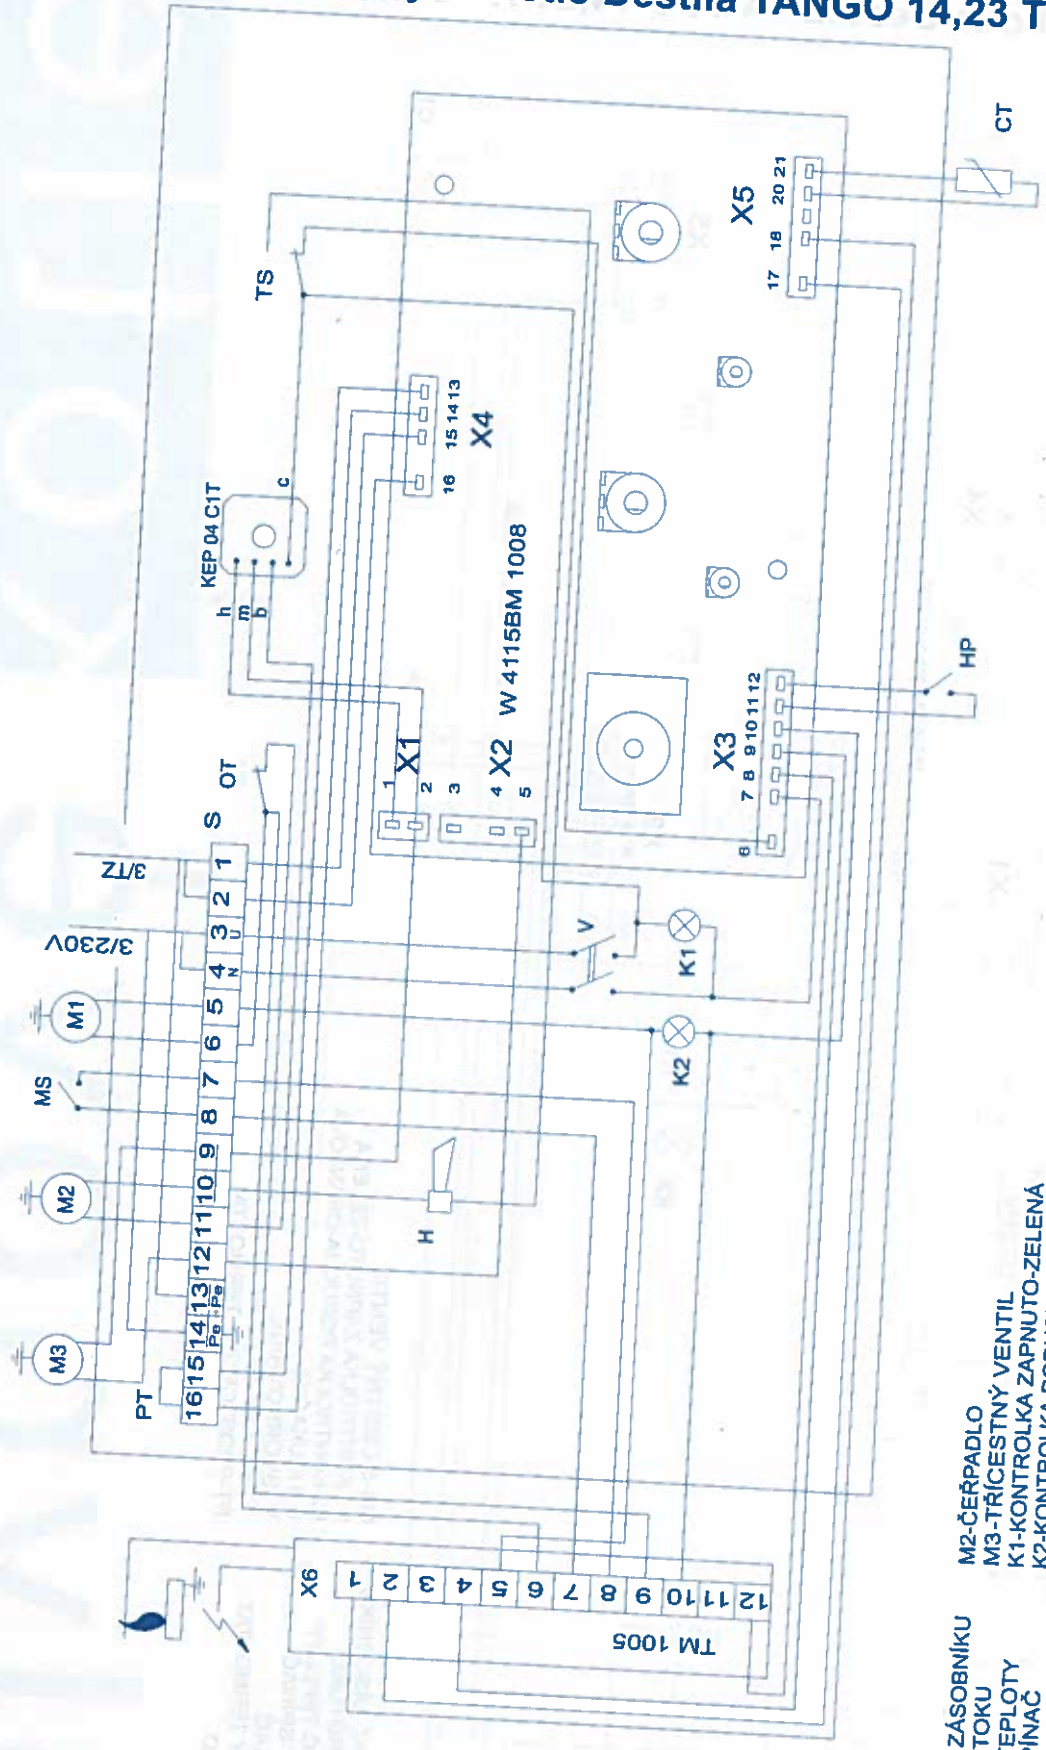 Destila TANGO 14,23 T
CT
X5
17 18 20 21
TS
KEP 04 C1T
h
m
b
c
X4
16 15 14 13
W 4115BM 1008
X1
1
2
X2
3
4
5
X3
6 7 8 9 10 11 12
HP
OT
S
3/TZ
3/230V
M1
MS
M2
M3
PT
16 15 14 13 12 11 10 9 8 7 6 5 4 3 2 1
Pe Pe N U
V
K1
K2
H
X6
1 2 3 4 5 6 7 8 9 10 11 12
TM 1005
M2-ČERPADLO
M3-TŘÍCESTNÝ VENTIL
K1-KONTROLKA ZAPNUTO-ZELENÁ
K2-KONTROLKA
ZÁSOBNÍKU
TOKU
TEPLOTY